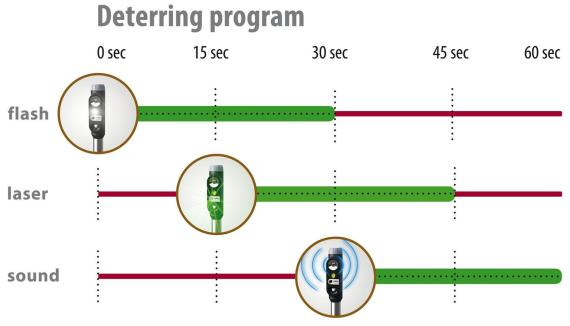 Deterring program
0 sec 15 sec 30 sec 45 sec 60 sec
flash
laser
sound